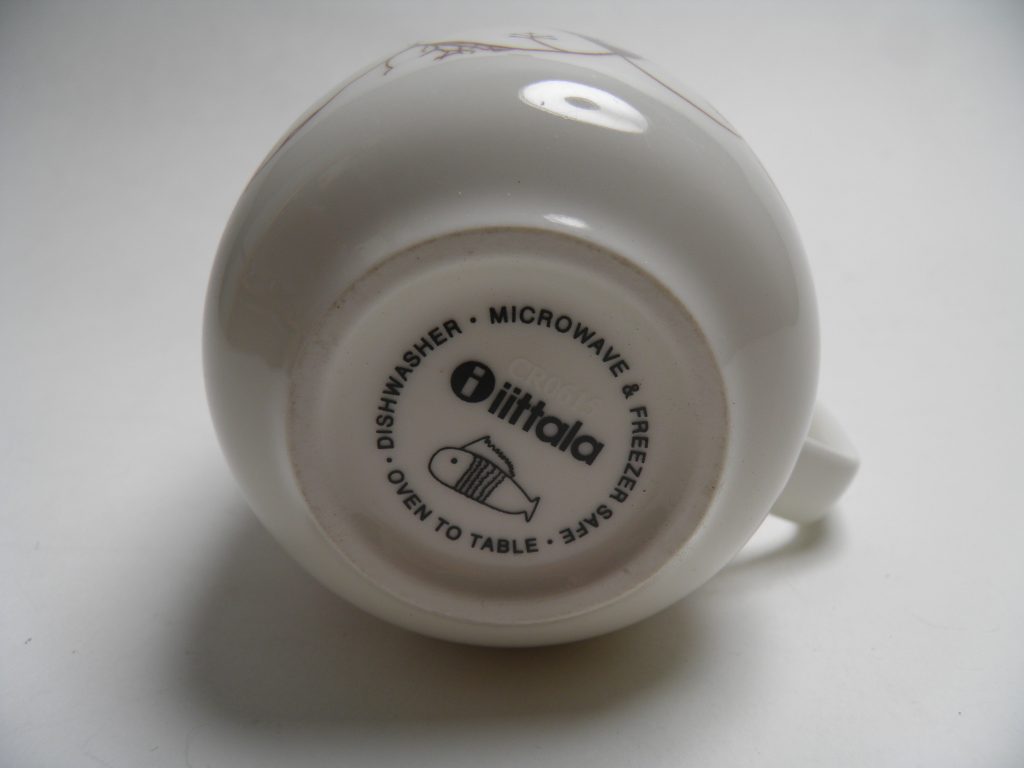 DISHWASHER · MICROWAVE & FREEZER SAFE · OVEN TO TABLE ·
i iittala